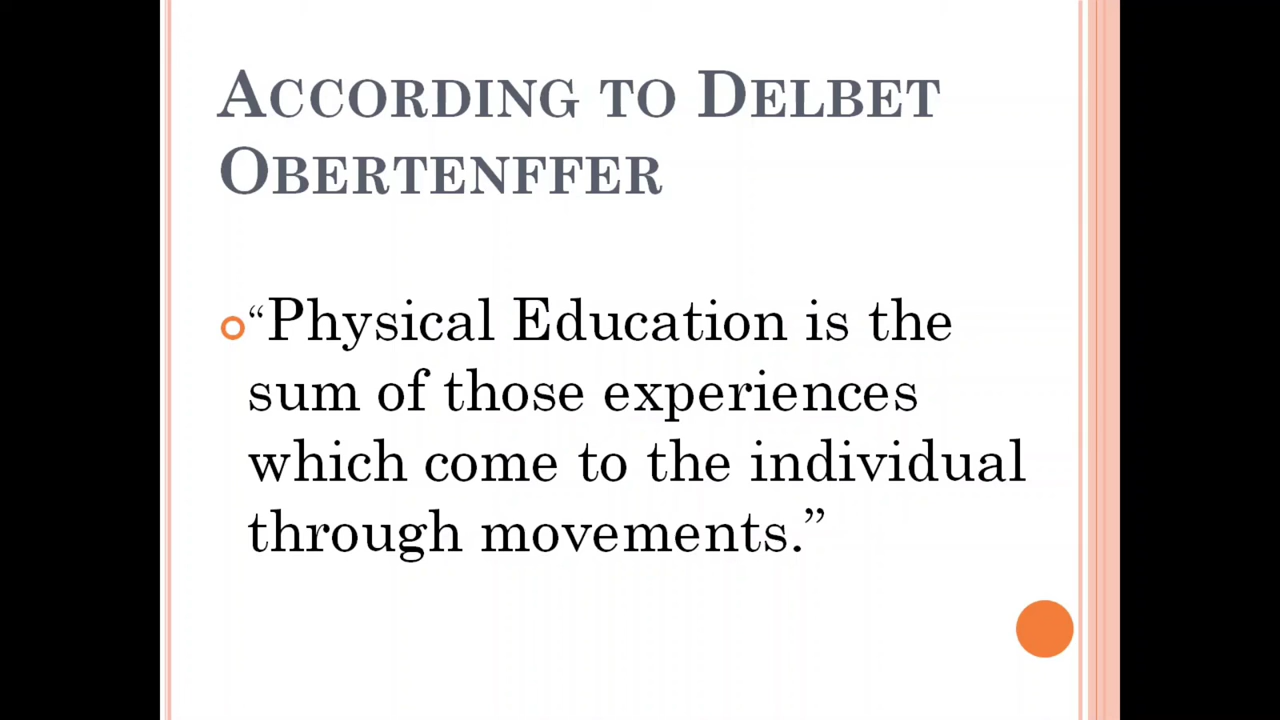 According to Delbet
Obertenffer
“Physical Education is the
sum of those experiences
which come to the individual
through movements.”